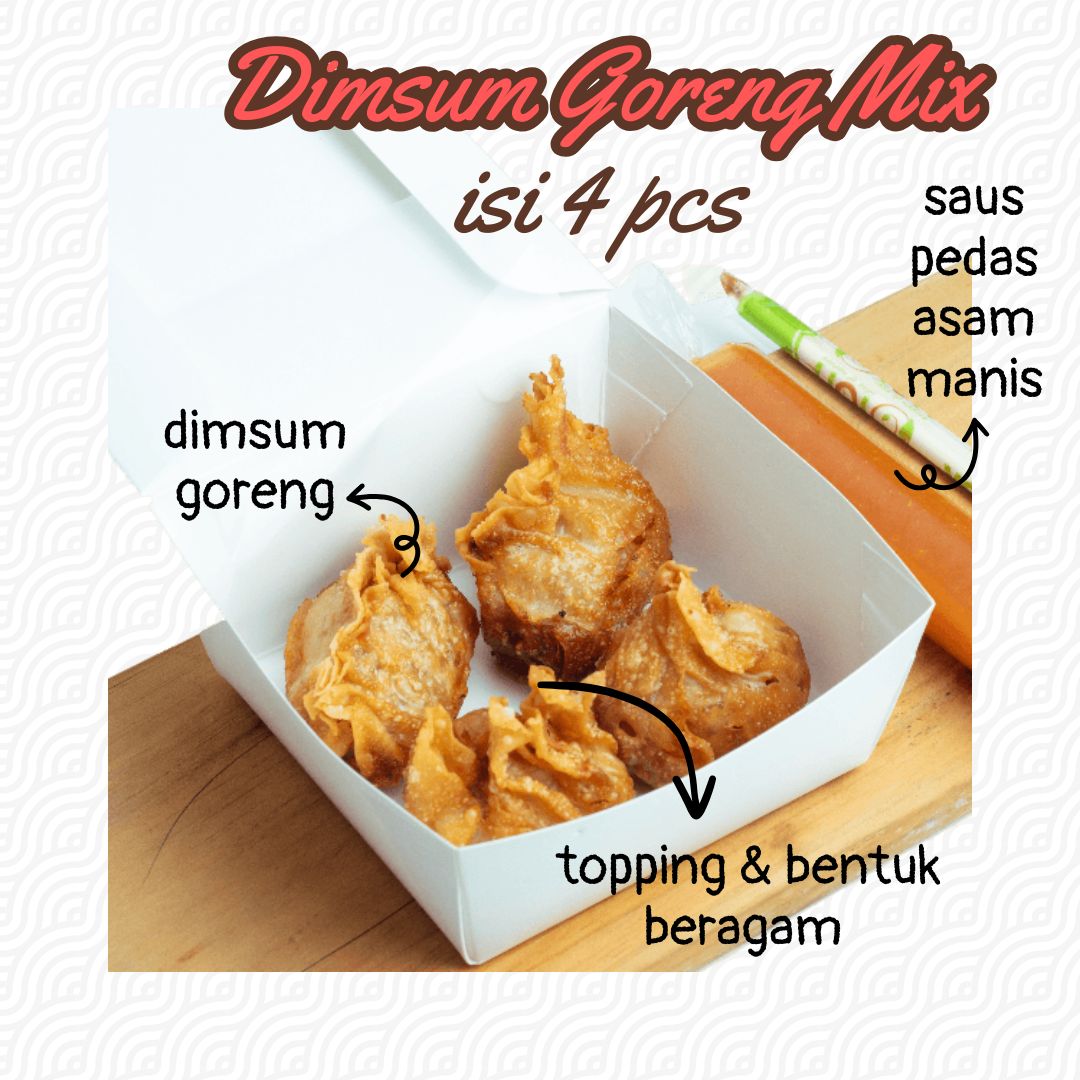 Dimsum Goreng Mix
isi 4 pcs
saus
pedas
asam
manis
dimsum
goreng
topping & bentuk
beragam